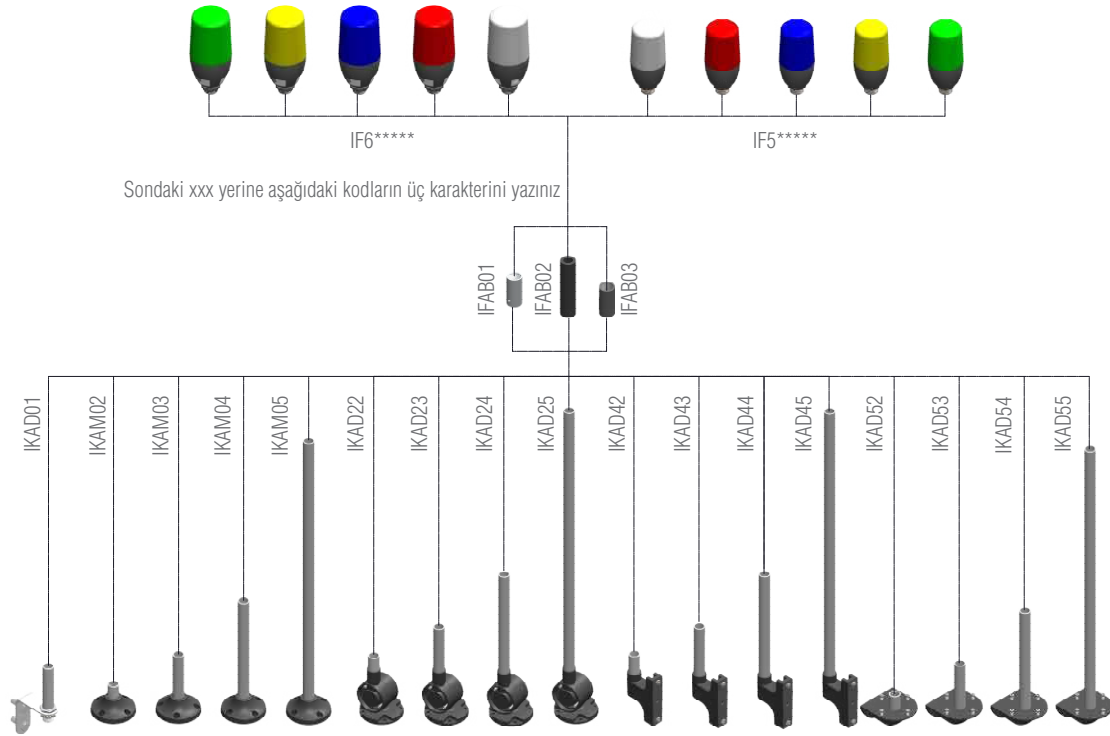 IF6*****
IF5*****
Sondaki xxx yerine aşağıdaki kodların üç karakterini yazınız
IFAB01
IFAB02
IFAB03
IKAD01
IKAM02
IKAM03
IKAM04
IKAM05
IKAD22
IKAD23
IKAD24
IKAD25
IKAD42
IKAD43
IKAD44
IKAD45
IKAD52
IKAD53
IKAD54
IKAD55